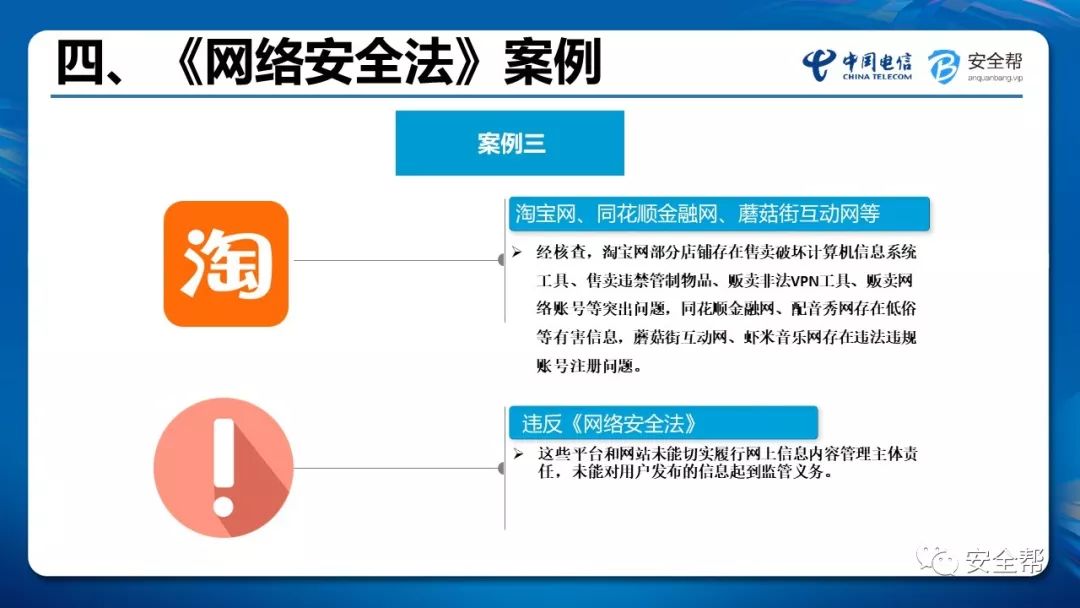 四、《网络安全法》案例
中国电信
CHINA TELECOM
安全帮
anquanbang.vip
案例三
淘
淘宝网、同花顺金融网、蘑菇街互动网等
➢ 经核查，淘宝网部分店铺存在售卖破坏计算机信息系统
工具、售卖违禁管制物品、贩卖非法VPN工具、贩卖网
络账号等突出问题，同花顺金融网、配音秀网存在低俗
等有害信息，蘑菇街互动网、虾米音乐网存在违法违规
账号注册问题。
违反《网络安全法》
➢ 这些平台和网站未能切实履行网上信息内容管理主体责
任，未能对用户发布的信息起到监管义务。
安全帮